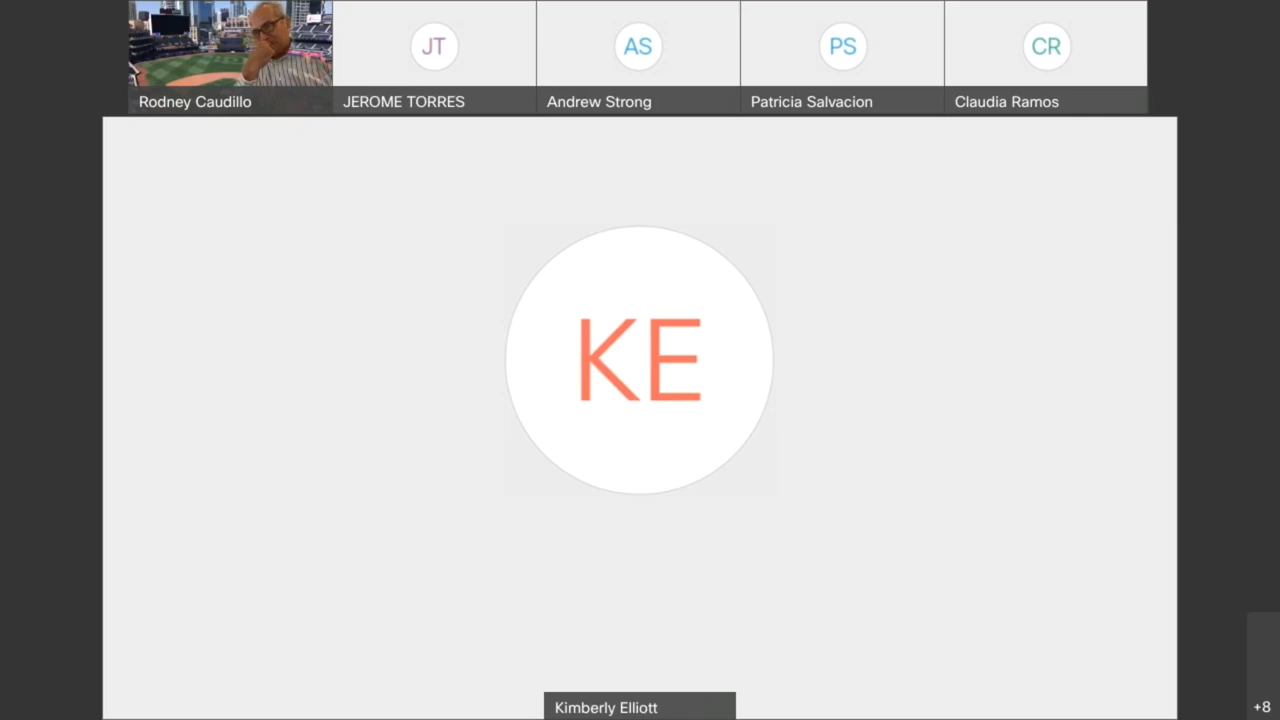 JT
AS
PS
CR
Rodney Caudillo
JEROME TORRES
Andrew Strong
Patricia Salvacion
Claudia Ramos
KE
Kimberly Elliott
+8